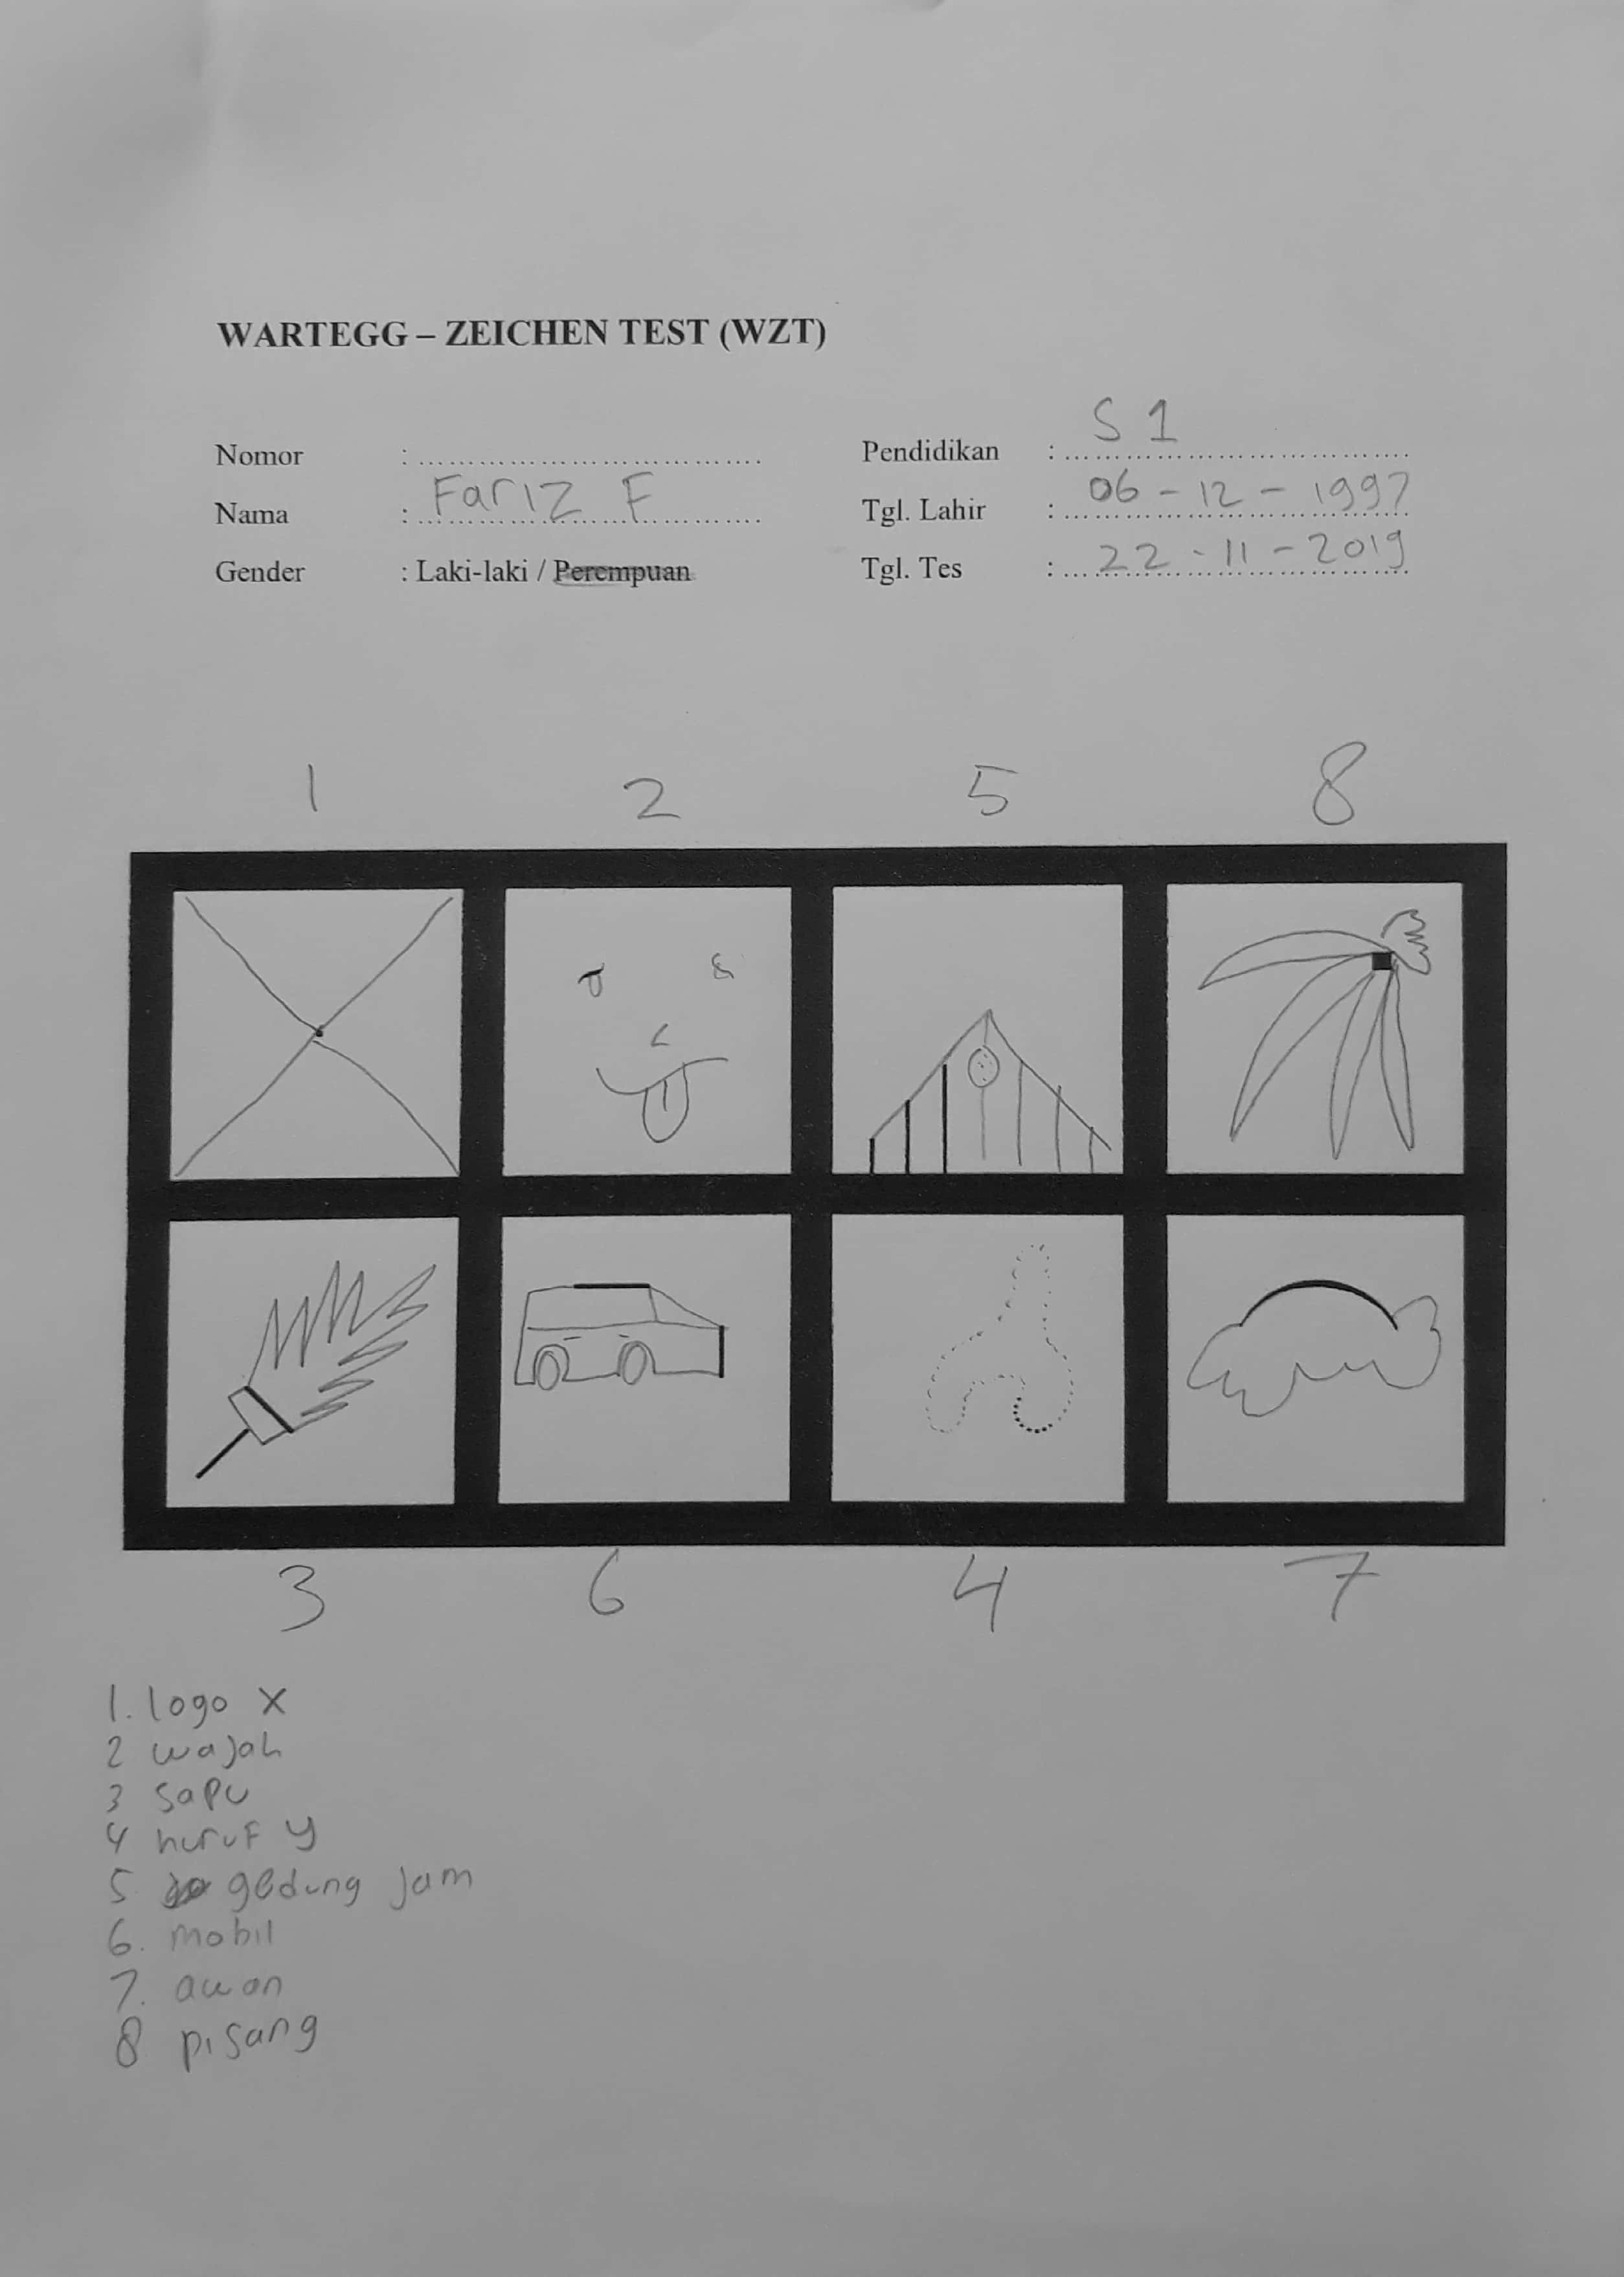 WARTEGG – ZEICHEN TEST (WZT)
Nomor : ....................................
Nama : Fariz F
Gender : Laki-laki / Perempuan
Pendidikan : S 1
Tgl. Lahir : 06 - 12 - 1997
Tgl. Tes : 22 - 11 - 2019
1 2 5 8
3 6 4 7
1. logo X
2 wajah
3 sapu
4 huruf y
5 gedung jam
6. mobil
7. awan
8 pisang